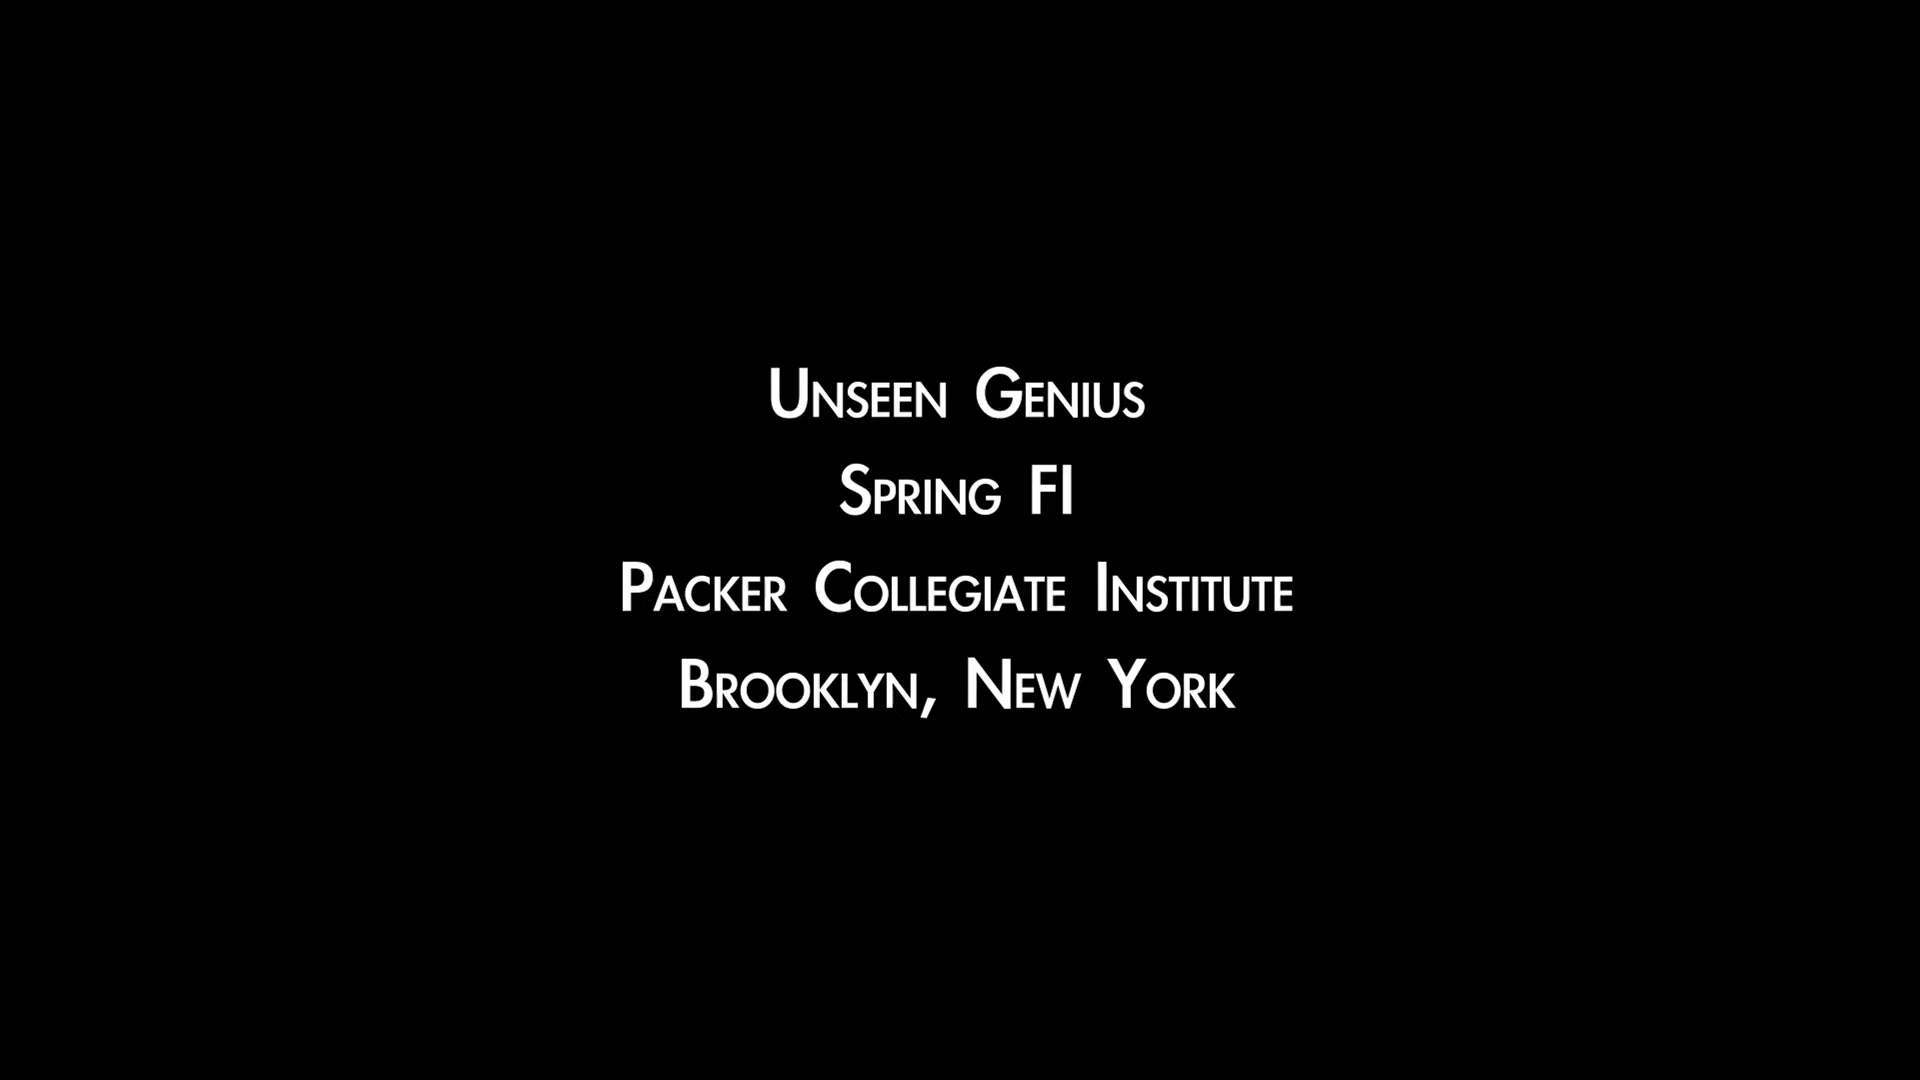 Unseen Genius
Spring FI
Packer Collegiate Institute
Brooklyn, New York